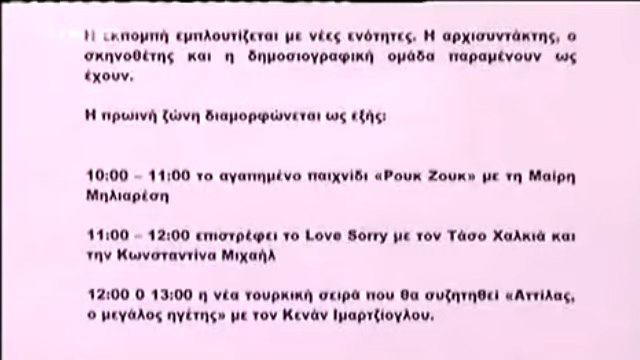 Η εκπομπή εμπλουτίζεται με νέες ενότητες. Η αρχισυντάκτης, ο
σκηνοθέτης και η δημοσιογραφική ομάδα παραμένουν ως
έχουν.
Η πρωινή ζώνη διαμορφώνεται ως εξής:
10:00 – 11:00 το αγαπημένο παιχνίδι «Ρουκ Ζουκ» με τη Μαίρη
Μηλιαρέση
11:00 – 12:00 επιστρέφει το Love Sorry με τον Τάσο Χαλκιά και
την Κωνσταντίνα Μιχαήλ
12:00 0 13:00 η νέα τουρκική σειρά που θα συζητηθεί «Αττίλας,
ο μεγάλος ηγέτης» με τον Κενάν Ιμαρτζίογλου.